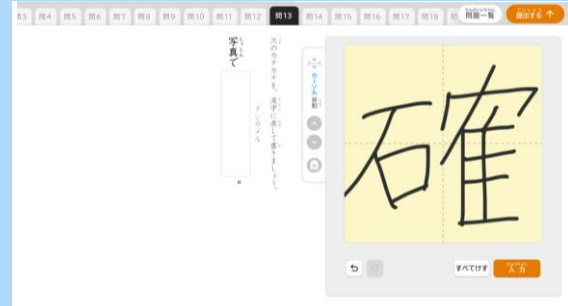 問4 問5 問6 問7 問8 問9 問10 問11 問12 問13 問14 問15 問16 問17 問18
問題一覧
提出する
次のカタカナを、漢字に直して書きましょう。
タシカメル
写真で
しゃしん
。
カーソル移動
確
すべてけす
入力